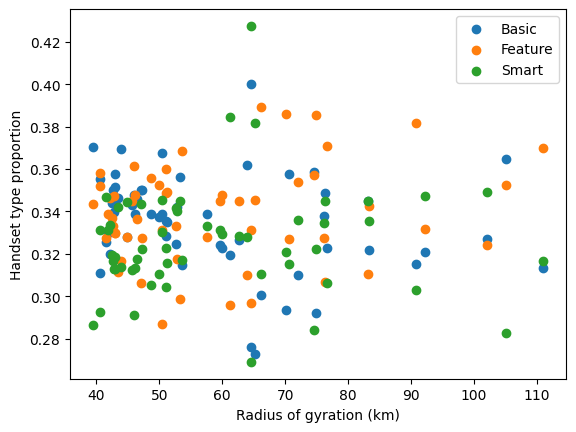 Basic
Feature
Smart
Handset type proportion
0.42
0.40
0.38
0.36
0.34
0.32
0.30
0.28
40 50 60 70 80 90 100 110
Radius of gyration (km)